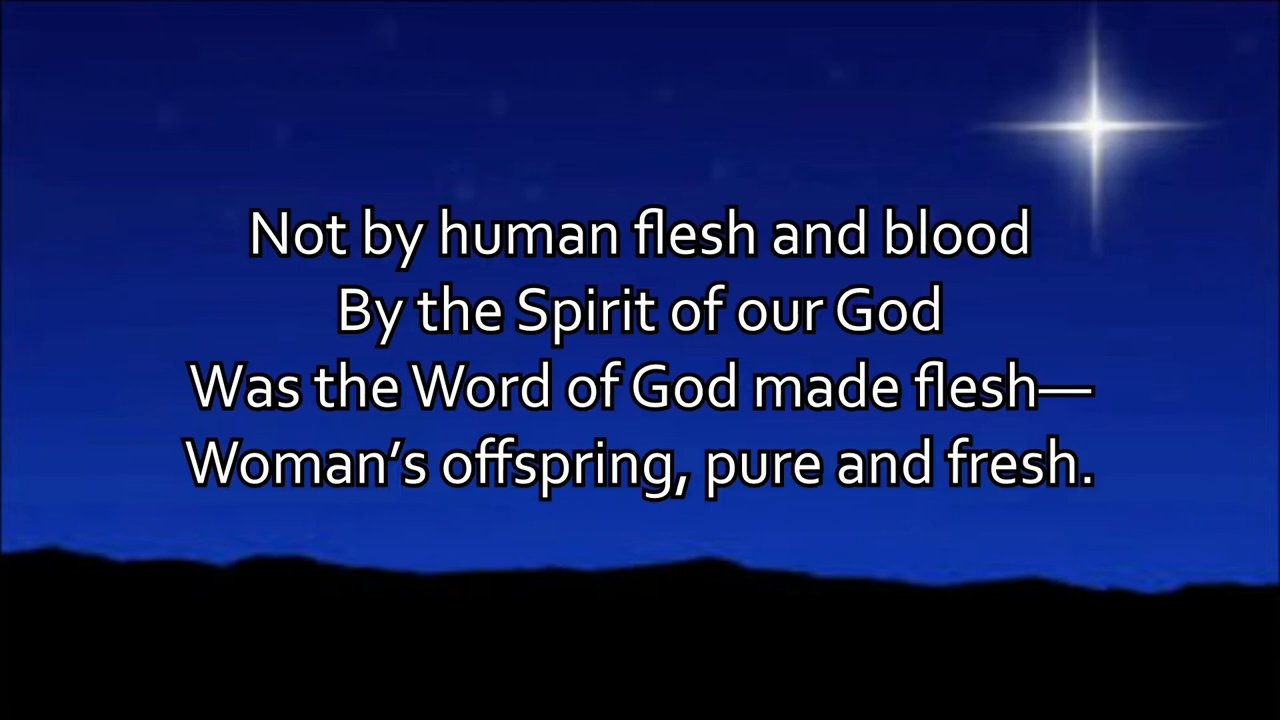 Not by human flesh and blood
By the Spirit of our God
Was the Word of God made flesh—
Woman’s offspring, pure and fresh.